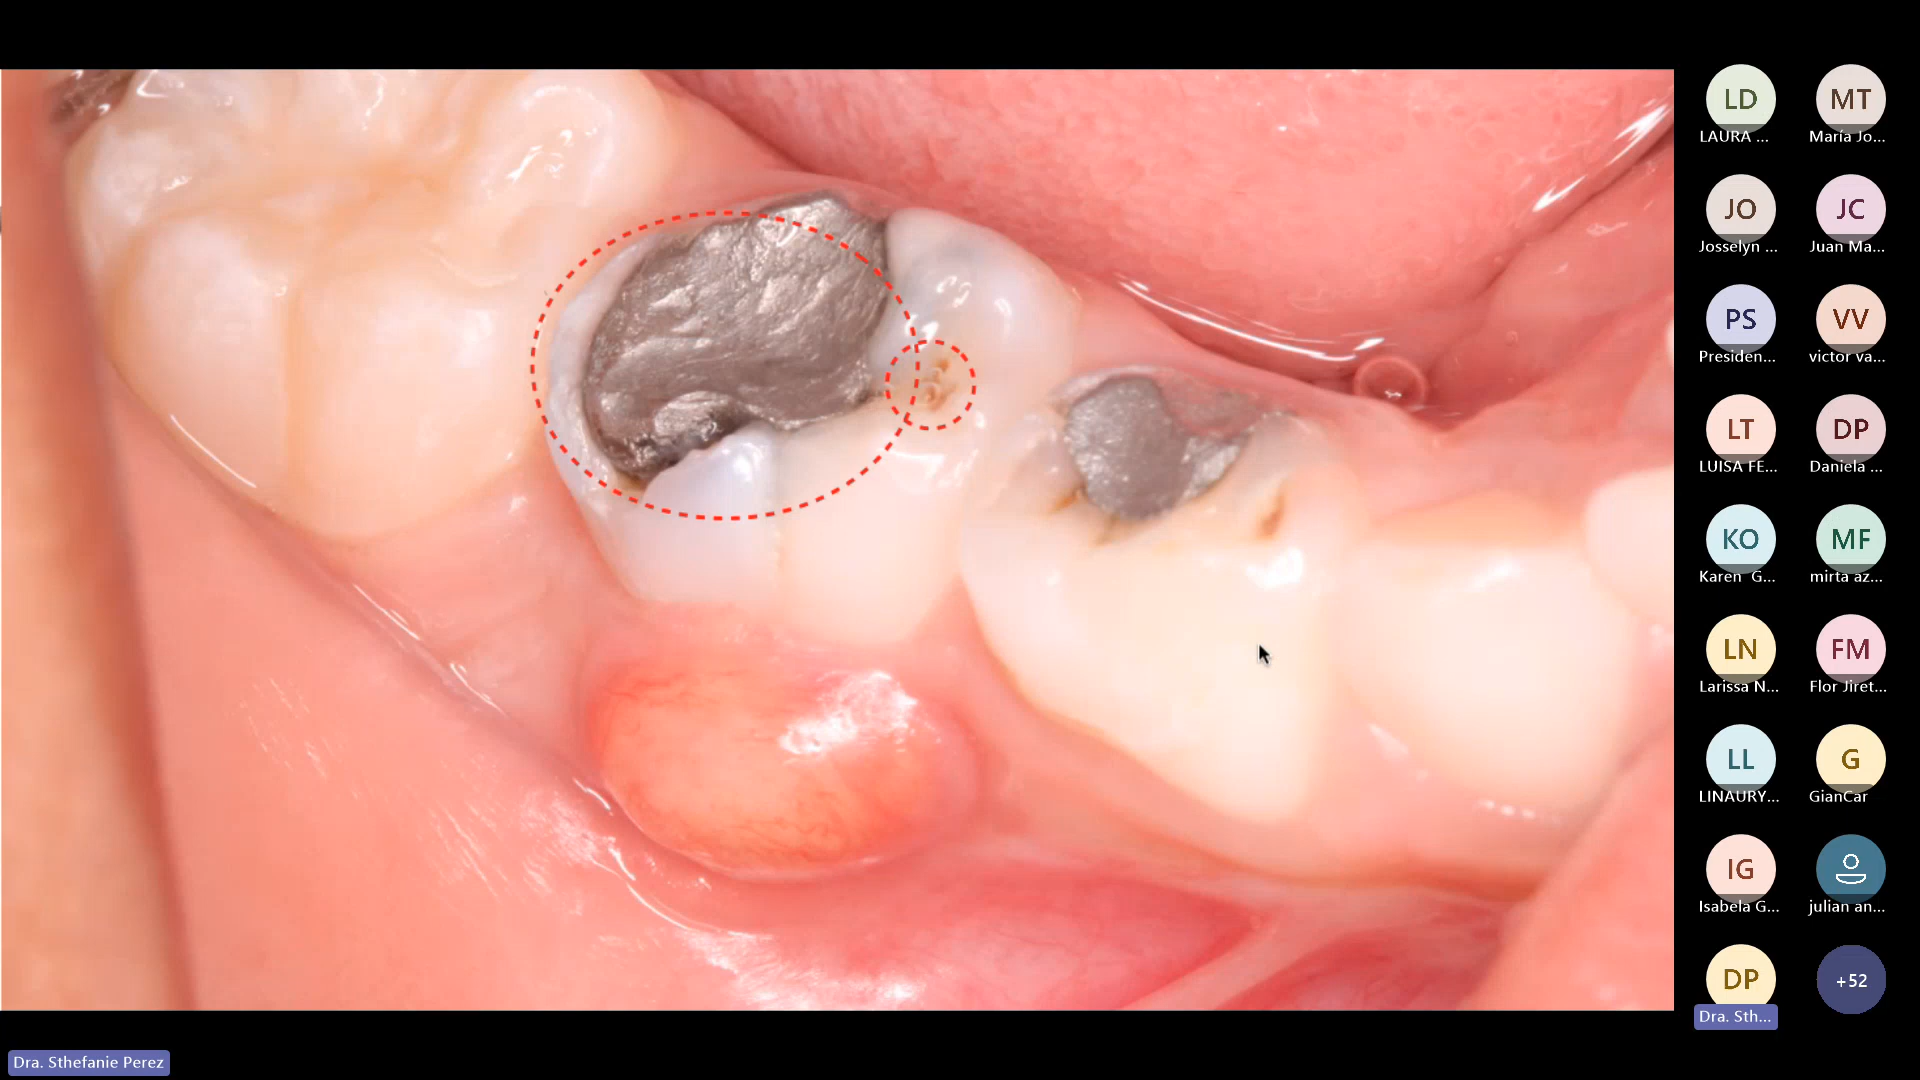 LD
LAURA ...
MT
María Jo...
JO
Josselyn ...
JC
Juan Ma...
PS
Presiden...
VV
victor va...
LT
LUISA FE...
DP
Daniela ...
KO
Karen G...
MF
mirta az...
LN
Larissa N...
FM
Flor Jiret...
LL
LINAURY...
G
GianCar
IG
Isabela G...
julian an...
DP
Dra. Sth...
+52
Dra. Sthefanie Perez